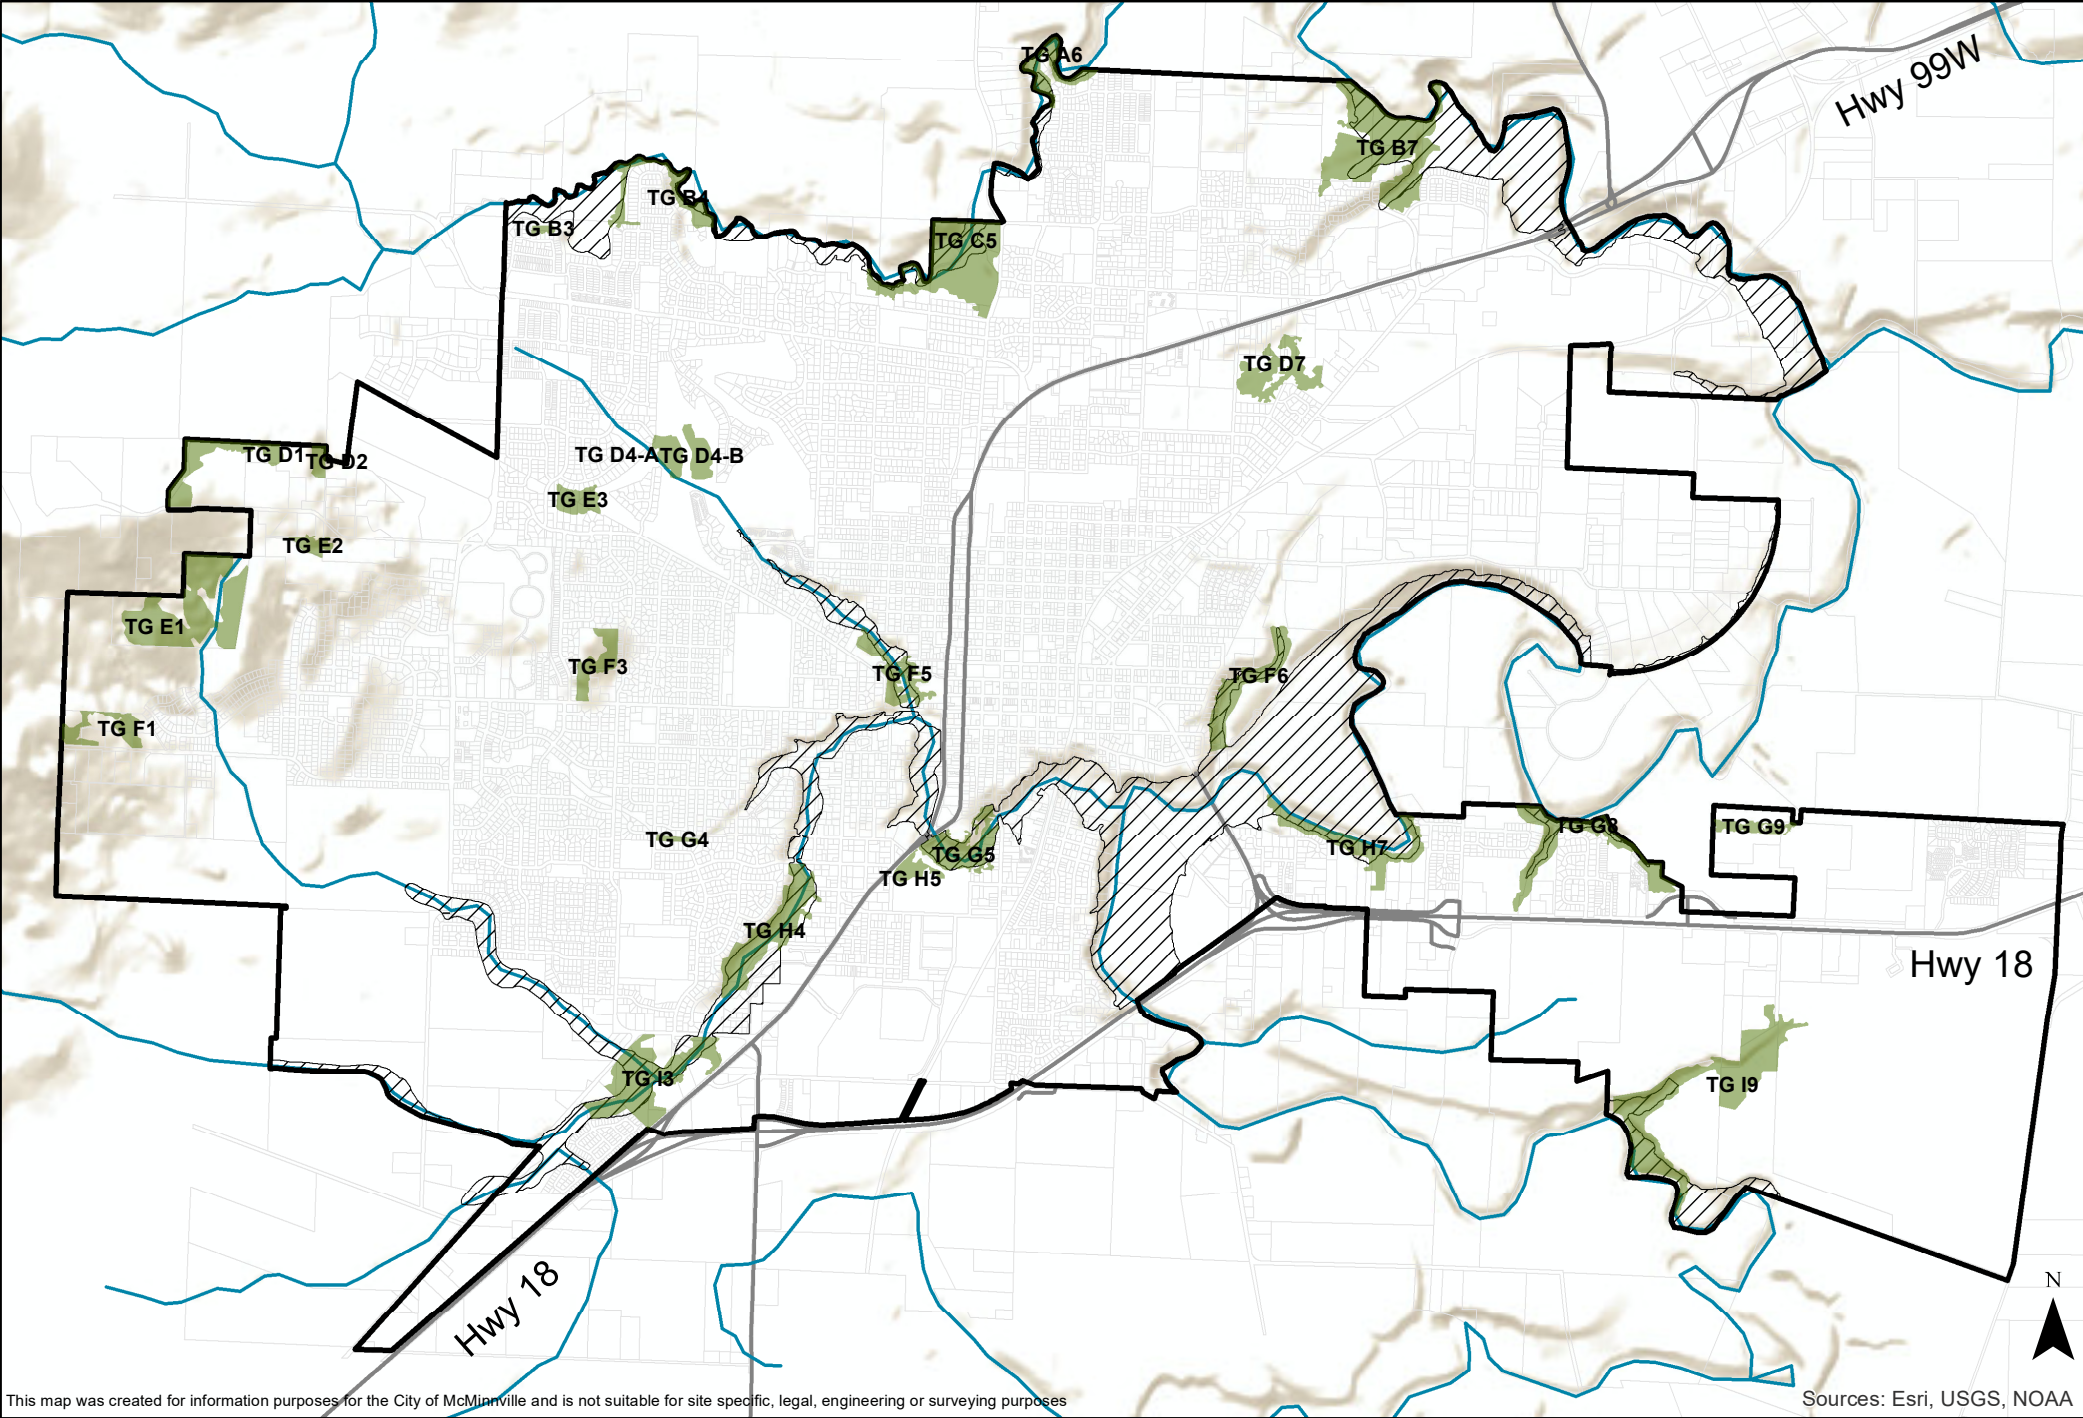 TG A6
Hwy 99W
TG B7
TG B4
TG B3
TG C5
TG D7
TG D1
TG D2
TG D4-A
TG D4-B
TG E3
TG E2
TG E1
TG F3
TG F5
TG F6
TG F1
TG G4
TG G5
TG H5
TG H7
TG G8
TG G9
TG H4
Hwy 18
TG I3
TG I9
Hwy 18
N
This map was created for information purposes for the City of McMinnville and is not suitable for site specific, legal, engineering or surveying purposes
Sources: Esri, USGS, NOAA